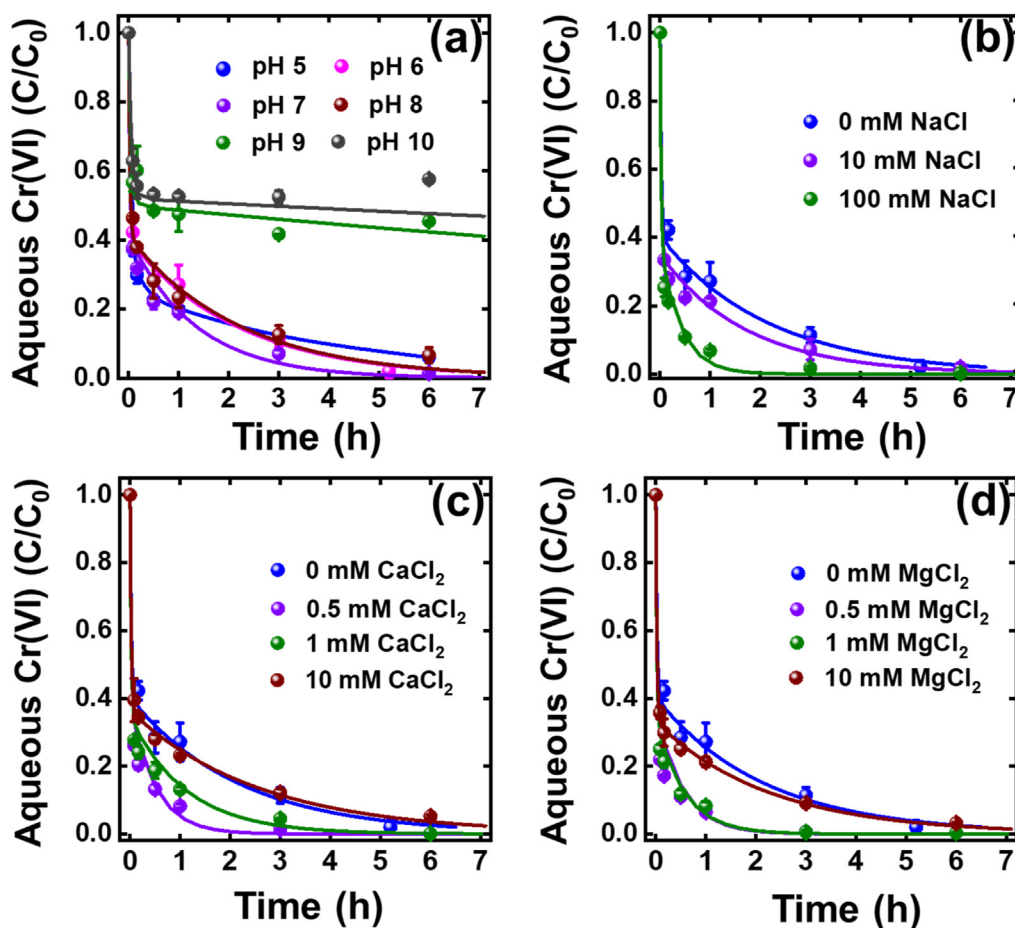 (a)
Aqueous Cr(VI) (C/C₀)
1.0
0.8
0.6
0.4
0.2
0.0
pH 5 pH 6
pH 7 pH 8
pH 9 pH 10
0 1 2 3 4 5 6 7
Time (h)
(b)
Aqueous Cr(VI) (C/C₀)
1.0
0.8
0.6
0.4
0.2
0.0
0 mM NaCl
10 mM NaCl
100 mM NaCl
0 1 2 3 4 5 6 7
Time (h)
(c)
Aqueous Cr(VI) (C/C₀)
1.0
0.8
0.6
0.4
0.2
0.0
0 mM CaCl₂
0.5 mM CaCl₂
1 mM CaCl₂
10 mM CaCl₂
0 1 2 3 4 5 6 7
Time (h)
(d)
Aqueous Cr(VI) (C/C₀)
1.0
0.8
0.6
0.4
0.2
0.0
0 mM MgCl₂
0.5 mM MgCl₂
1 mM MgCl₂
10 mM MgCl₂
0 1 2 3 4 5 6 7
Time (h)